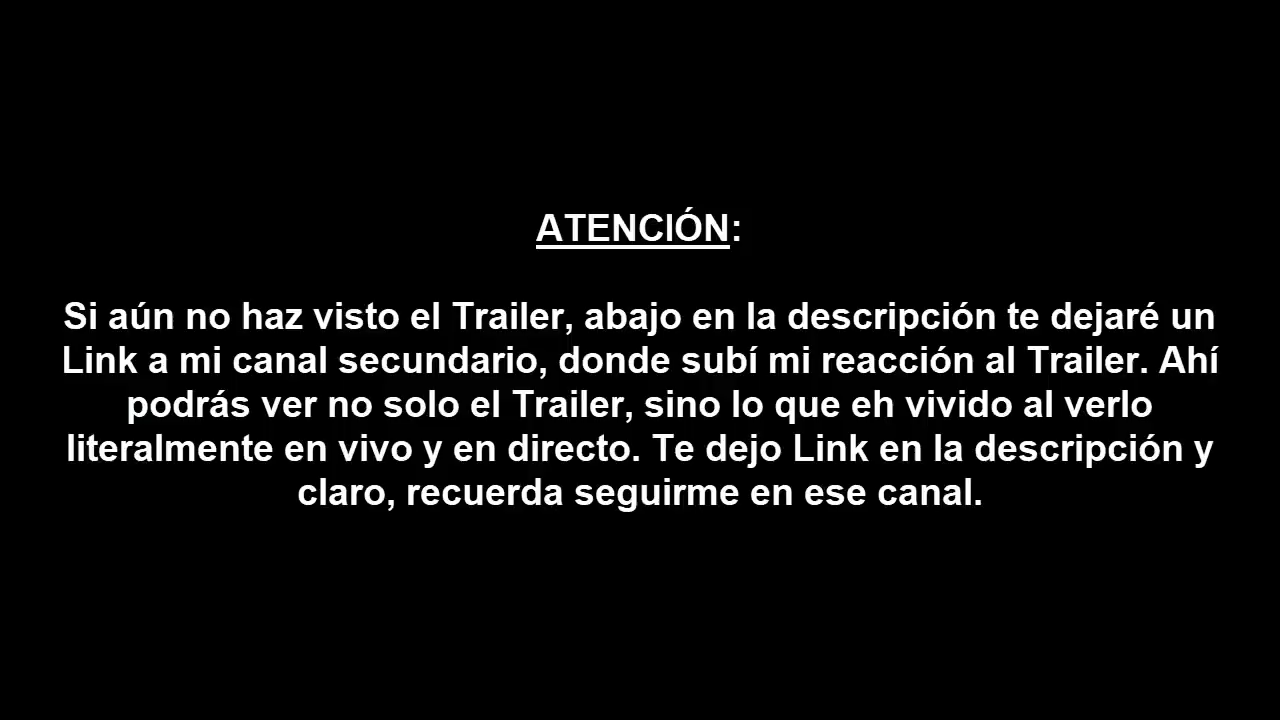 ATENCIÓN:
Si aún no haz visto el Trailer, abajo en la descripción te dejaré un
Link a mi canal secundario, donde subí mi reacción al Trailer. Ahí
podrás ver no solo el Trailer, sino lo que eh vivido al verlo
literalmente en vivo y en directo. Te dejo Link en la descripción y
claro, recuerda seguirme en ese canal.